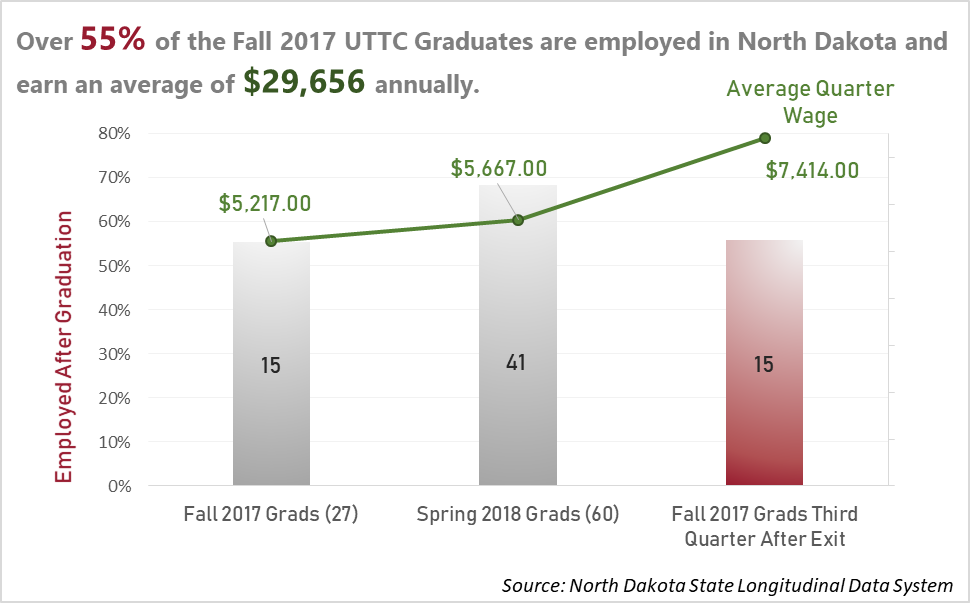 Over 55% of the Fall 2017 UTTC Graduates are employed in North Dakota and
earn an average of $29,656 annually.
Average Quarter
Wage
80%
70%
60%
50%
40%
30%
20%
10%
0%
Employed After Graduation
$5,217.00
$5,667.00
$7,414.00
15
41
15
Fall 2017 Grads (27)
Spring 2018 Grads (60)
Fall 2017 Grads Third
Quarter After Exit
Source: North Dakota State Longitudinal Data System